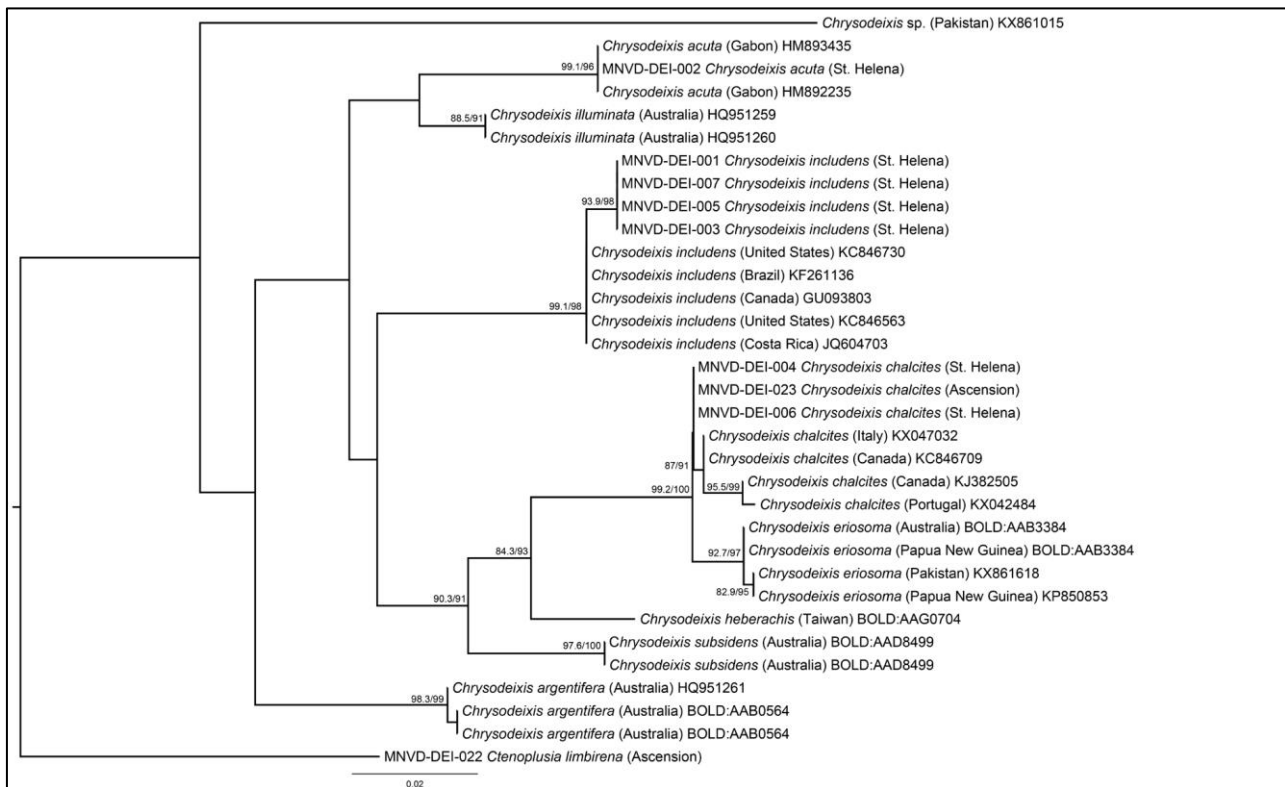 Chrysodeixis sp. (Pakistan) KX861015
Chrysodeixis acuta (Gabon) HM893435
99.1/96
MNVD-DEI-002 Chrysodeixis acuta (St. Helena)
Chrysodeixis acuta (Gabon) HM892235
88.5/91
Chrysodeixis illuminata (Australia) HQ951259
Chrysodeixis illuminata (Australia) HQ951260
MNVD-DEI-001 Chrysodeixis includens (St. Helena)
MNVD-DEI-007 Chrysodeixis includens (St. Helena)
93.9/98
MNVD-DEI-005 Chrysodeixis includens (St. Helena)
MNVD-DEI-003 Chrysodeixis includens (St. Helena)
Chrysodeixis includens (United States) KC846730
Chrysodeixis includens (Brazil) KF261136
Chrysodeixis includens (Canada) GU093803
99.1/98
Chrysodeixis includens (United States) KC846563
Chrysodeixis includens (Costa Rica) JQ604703
MNVD-DEI-004 Chrysodeixis chalcites (St. Helena)
MNVD-DEI-023 Chrysodeixis chalcites (Ascension)
MNVD-DEI-006 Chrysodeixis chalcites (St. Helena)
Chrysodeixis chalcites (Italy) KX047032
87/91
Chrysodeixis chalcites (Canada) KC846709
95.5/99
Chrysodeixis chalcites (Canada) KJ382505
99.2/100
Chrysodeixis chalcites (Portugal) KX042484
Chrysodeixis eriosoma (Australia) BOLD:AAB3384
84.3/93
92.7/97
Chrysodeixis eriosoma (Papua New Guinea) BOLD:AAB3384
Chrysodeixis eriosoma (Pakistan) KX861618
82.9/95
Chrysodeixis eriosoma (Papua New Guinea) KP850853
90.3/91
Chrysodeixis heberachis (Taiwan) BOLD:AAG0704
97.6/100
Chrysodeixis subsidens (Australia) BOLD:AAD8499
Chrysodeixis subsidens (Australia) BOLD:AAD8499
Chrysodeixis argentifera (Australia) HQ951261
98.3/99
Chrysodeixis argentifera (Australia) BOLD:AAB0564
Chrysodeixis argentifera (Australia) BOLD:AAB0564
MNVD-DEI-022 Ctenoplusia limbirena (Ascension)
0.02